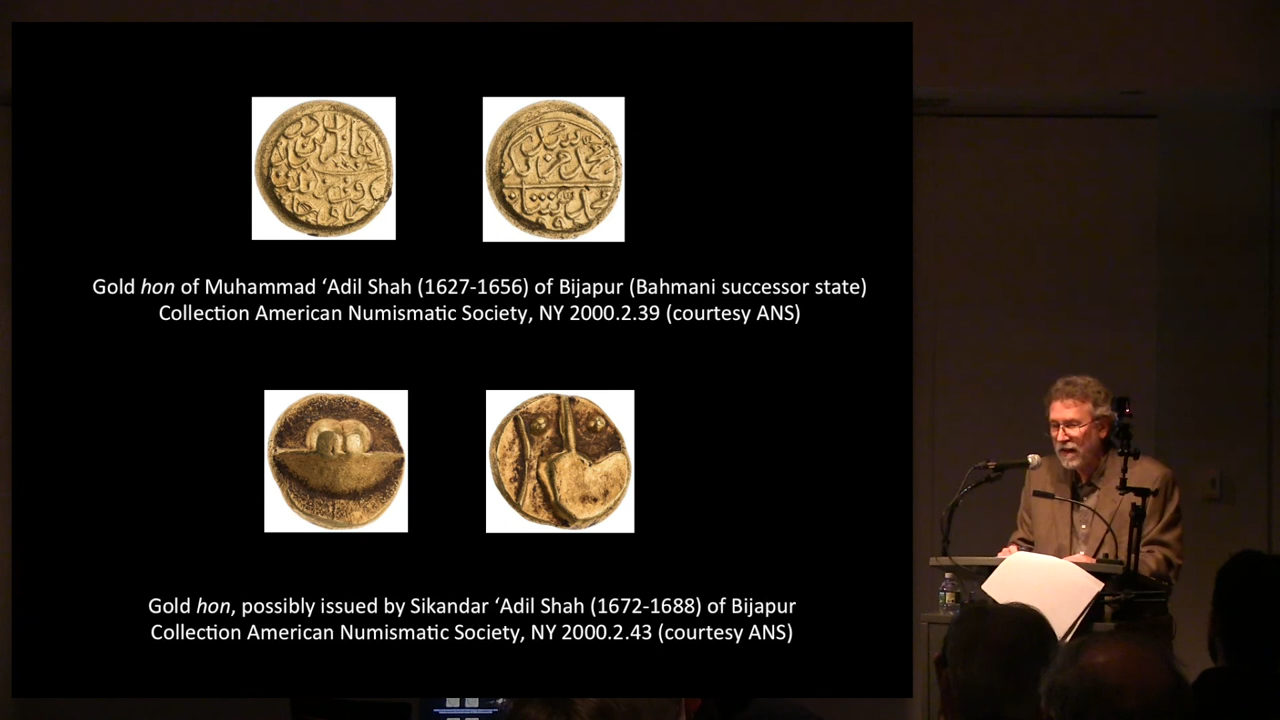 Gold hon of Muhammad ‘Adil Shah (1627-1656) of Bijapur (Bahmani successor state)
Collection American Numismatic Society, NY 2000.2.39 (courtesy ANS)
Gold hon, possibly issued by Sikandar ‘Adil Shah (1672-1688) of Bijapur
Collection American Numismatic Society, NY 2000.2.43 (courtesy ANS)